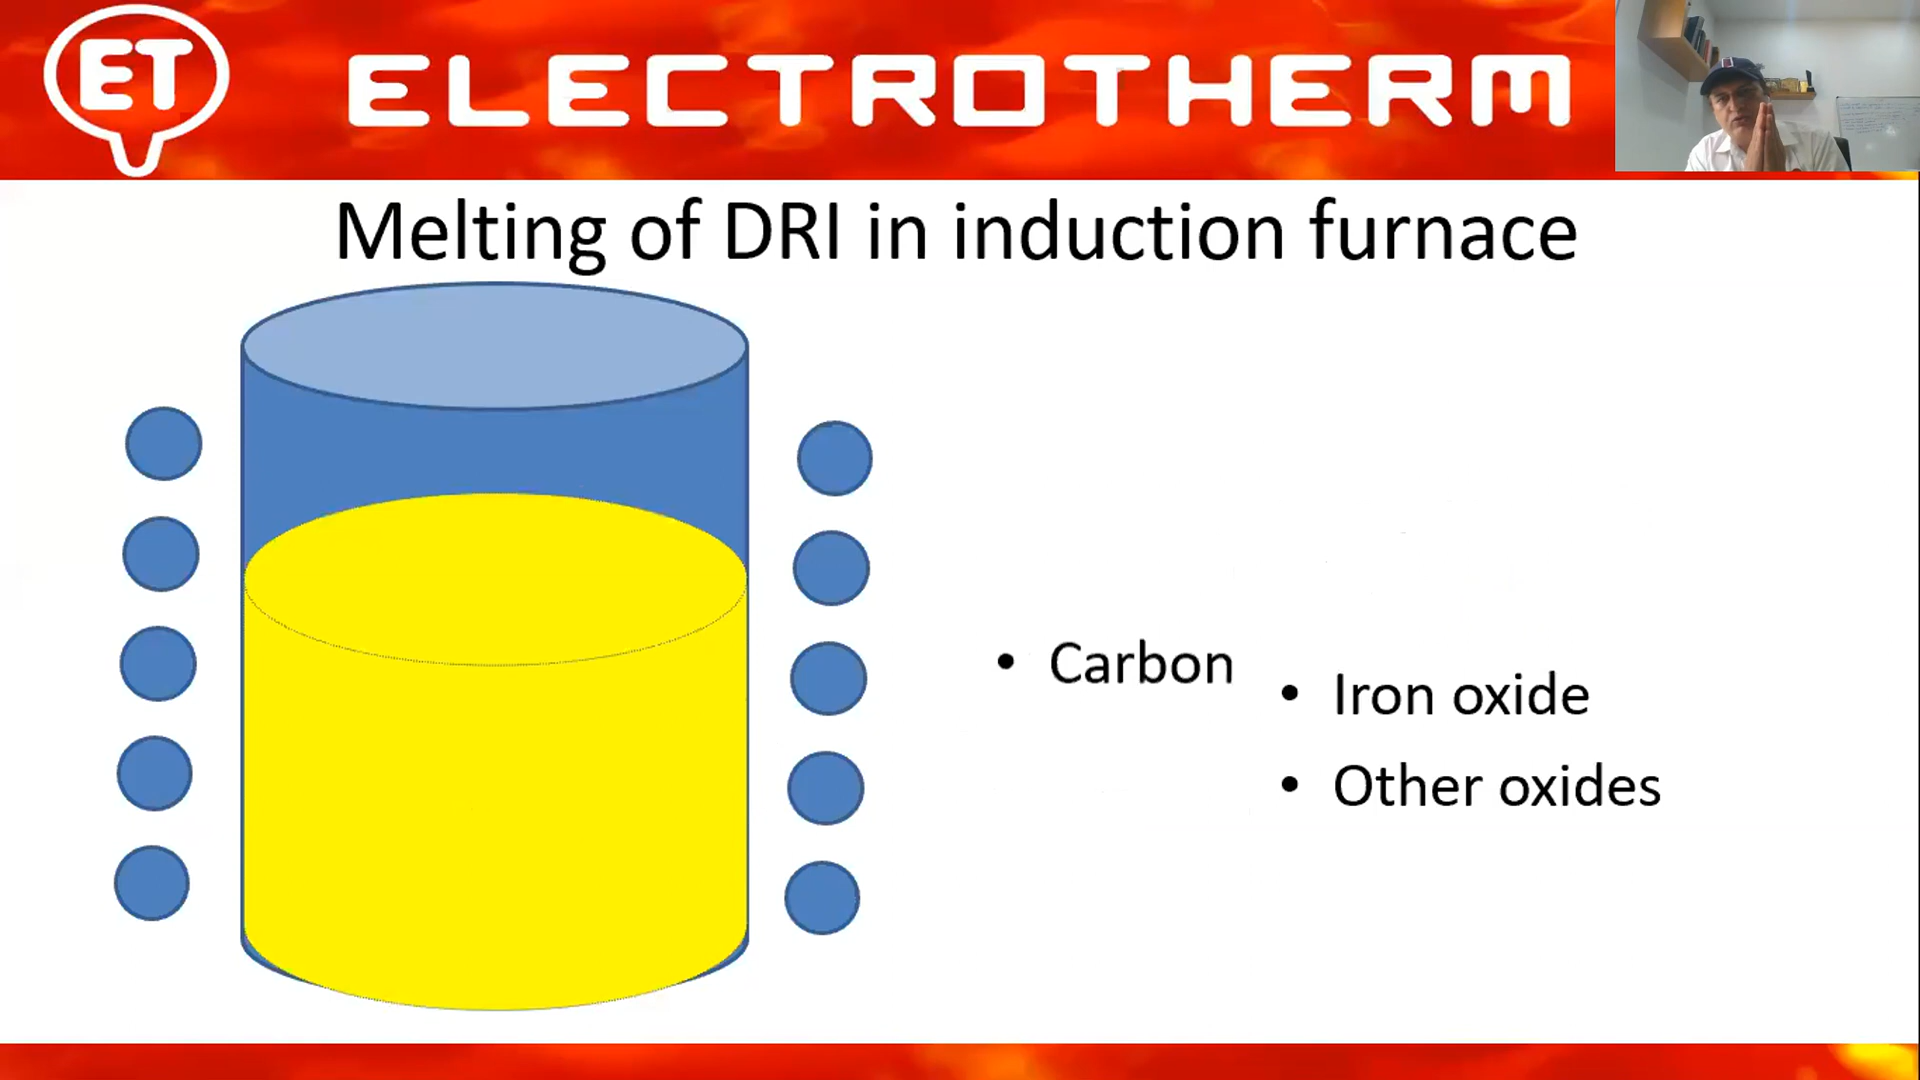 ET
ELECTROTHERM
Melting of DRI in induction furnace
• Carbon
• Iron oxide
• Other oxides